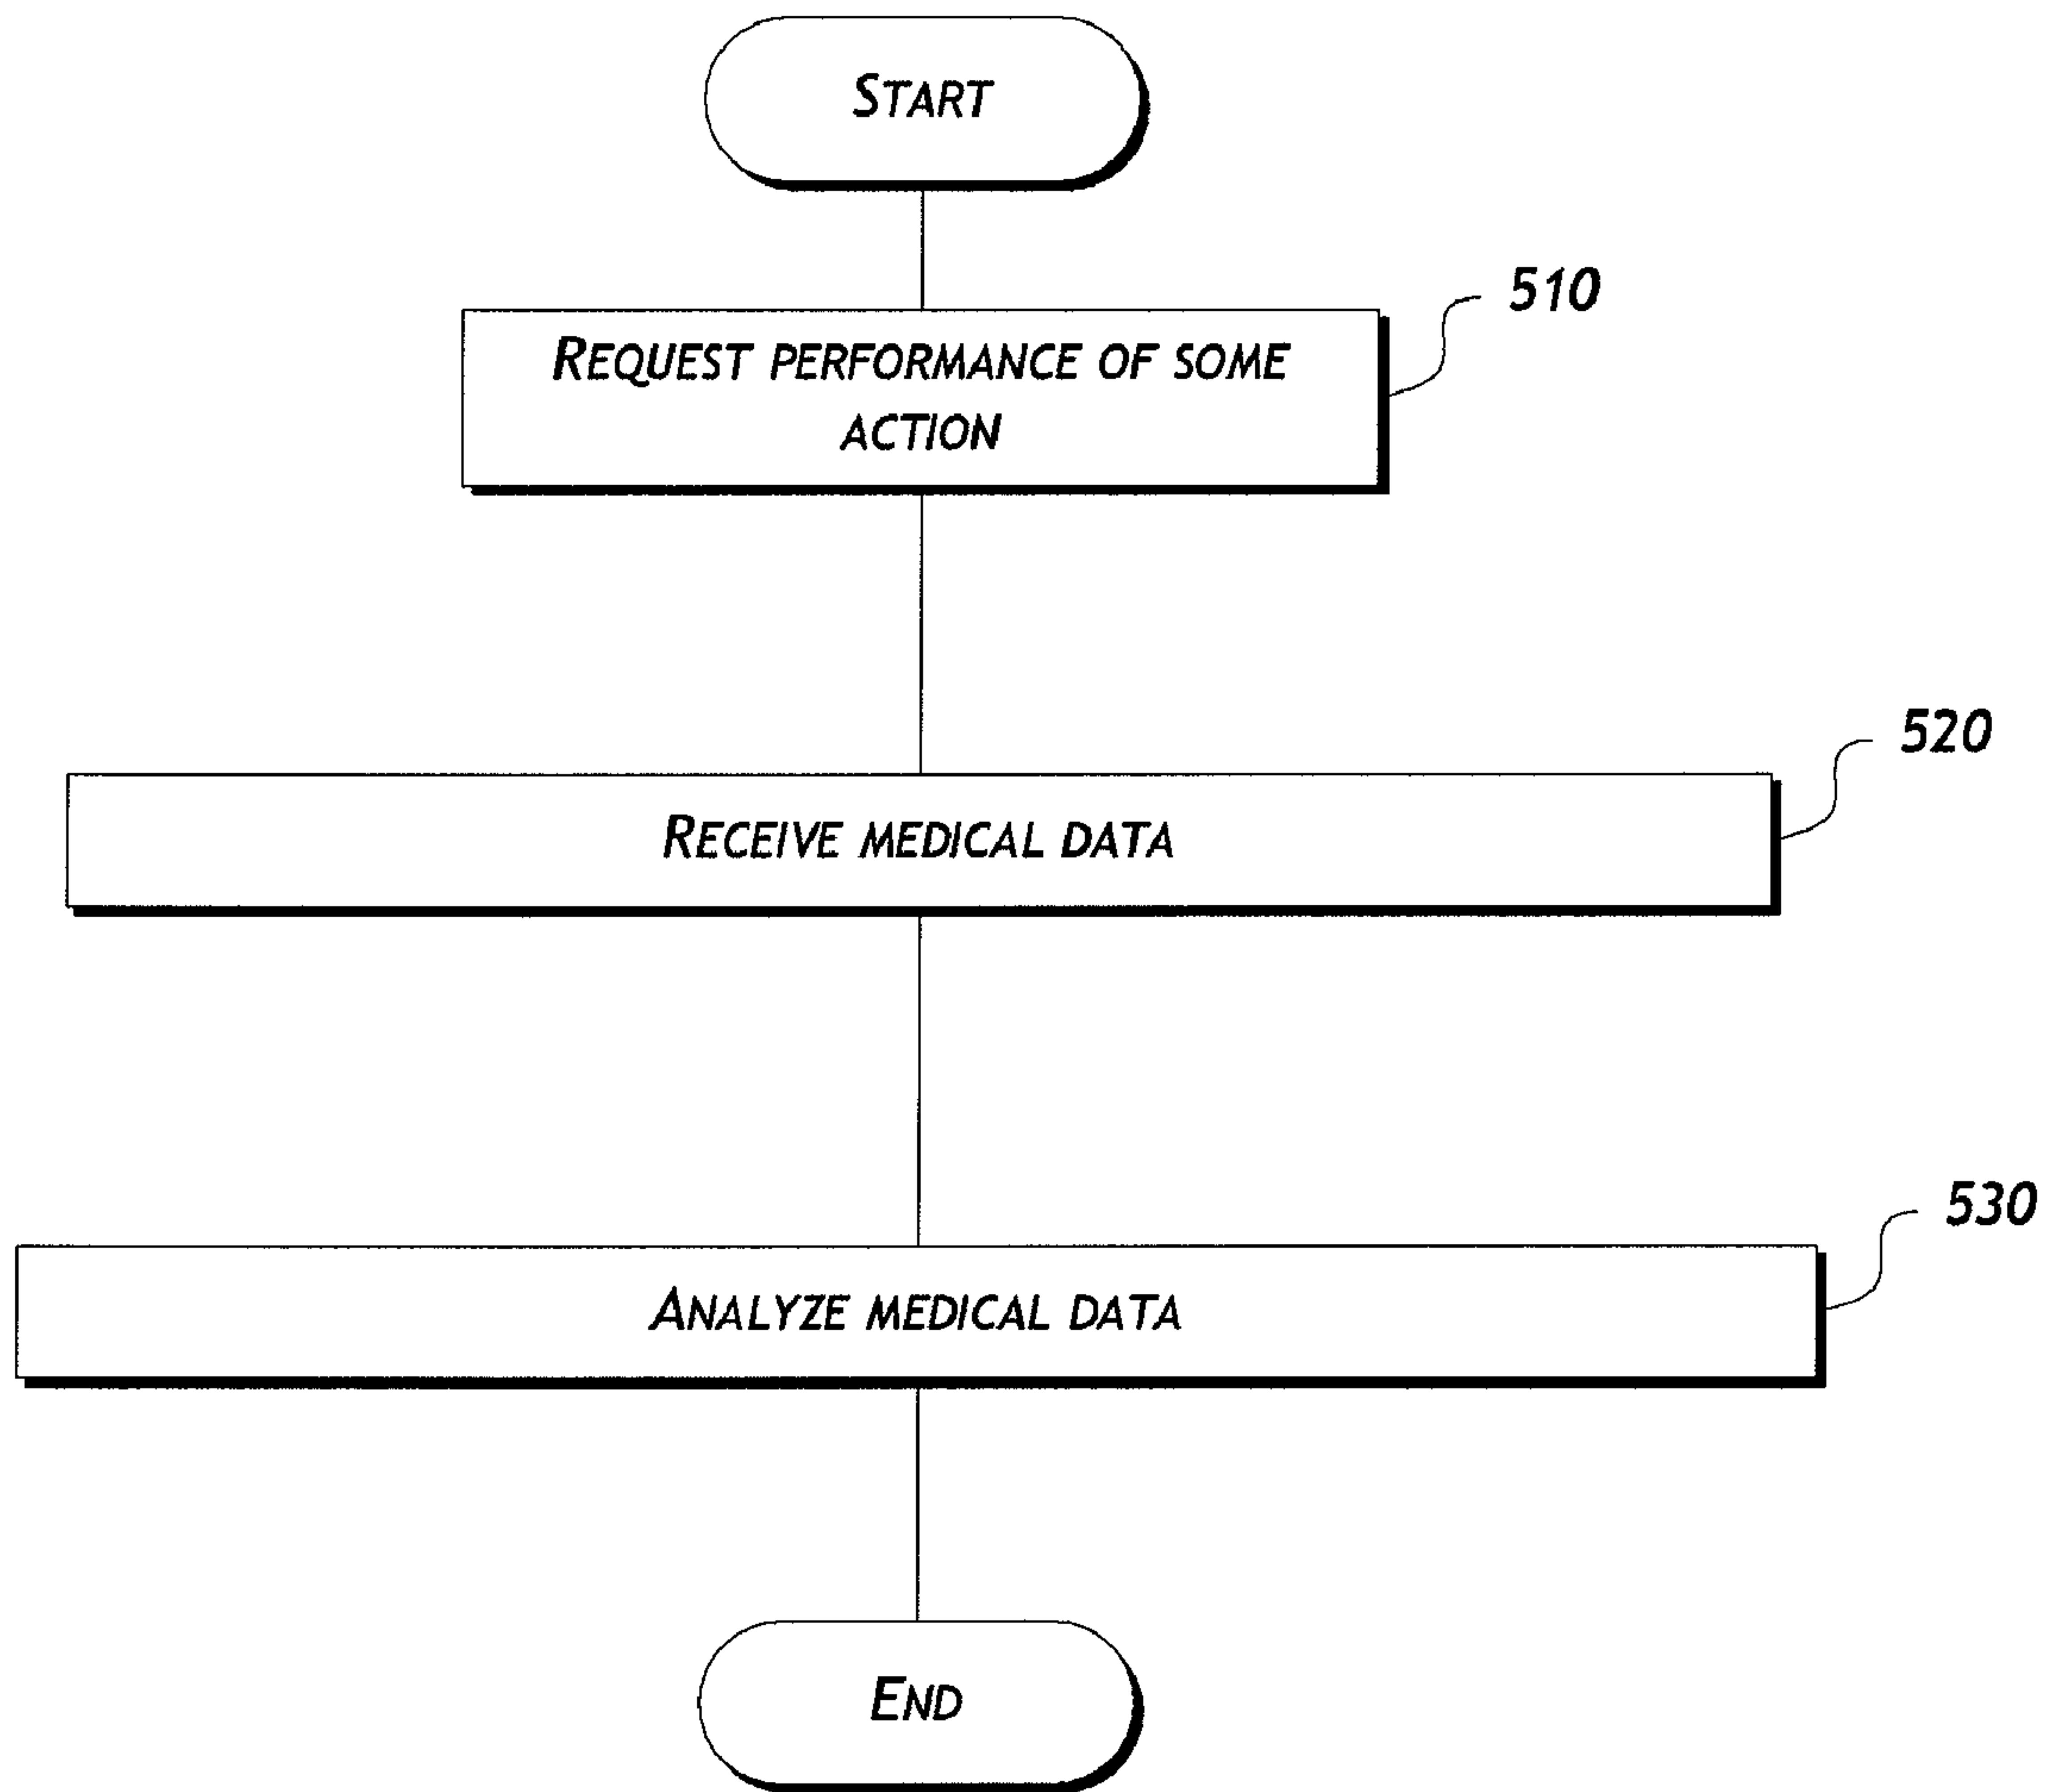 START
510
REQUEST PERFORMANCE OF SOME
ACTION
520
RECEIVE MEDICAL DATA
530
ANALYZE MEDICAL DATA
END